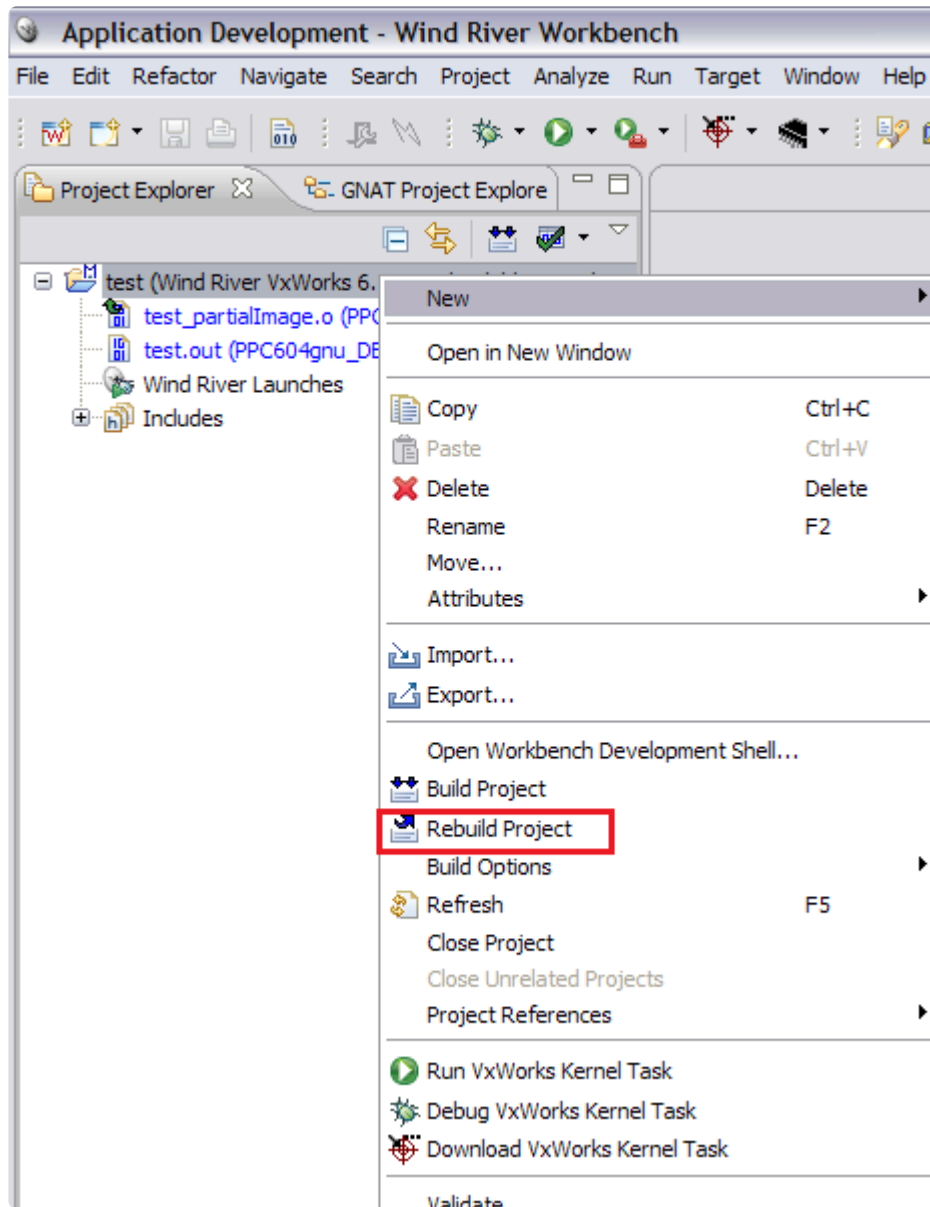 Application Development - Wind River Workbench
File Edit Refactor Navigate Search Project Analyze Run Target Window Help
Project Explorer GNAT Project Explore
test (Wind River VxWorks 6.
test_partialImage.o (PPC
test.out (PPC604gnu_DE
Wind River Launches
Includes
New
Open in New Window
Copy Ctrl+C
Paste Ctrl+V
Delete Delete
Rename F2
Move...
Attributes
Import...
Export...
Open Workbench Development Shell...
Build Project
Rebuild Project
Build Options
Refresh F5
Close Project
Close Unrelated Projects
Project References
Run VxWorks Kernel Task
Debug VxWorks Kernel Task
Download VxWorks Kernel Task
Validate